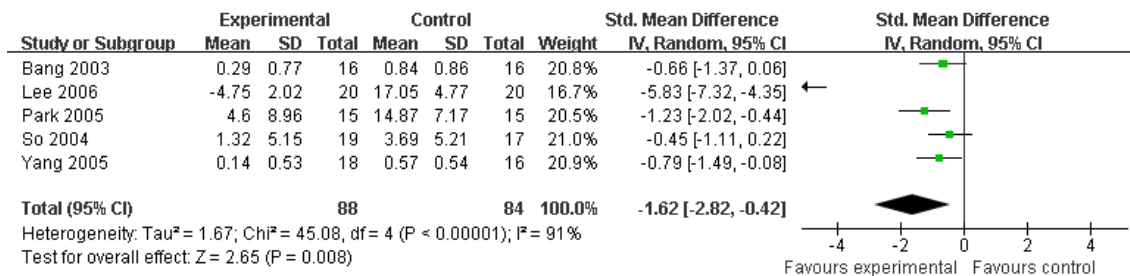 Experimental Control Std. Mean Difference Std. Mean Difference
Study or Subgroup Mean SD Total Mean SD Total Weight IV, Random, 95% CI IV, Random, 95% CI
Bang 2003 0.29 0.77 16 0.84 0.86 16 20.8% -0.66 [-1.37, 0.06]
Lee 2006 -4.75 2.02 20 17.05 4.77 20 16.7% -5.83 [-7.32, -4.35]
Park 2005 4.6 8.96 15 14.87 7.17 15 20.5% -1.23 [-2.02, -0.44]
So 2004 1.32 5.15 19 3.69 5.21 17 21.0% -0.45 [-1.11, 0.22]
Yang 2005 0.14 0.53 18 0.57 0.54 16 20.9% -0.79 [-1.49, -0.08]
Total (95% CI) 88 84 100.0% -1.62 [-2.82, -0.42]
Heterogeneity: Tau² = 1.67; Chi² = 45.08, df = 4 (P < 0.00001); I² = 91%
Test for overall effect: Z = 2.65 (P = 0.008)
-4 -2 0 2 4
Favours experimental Favours control